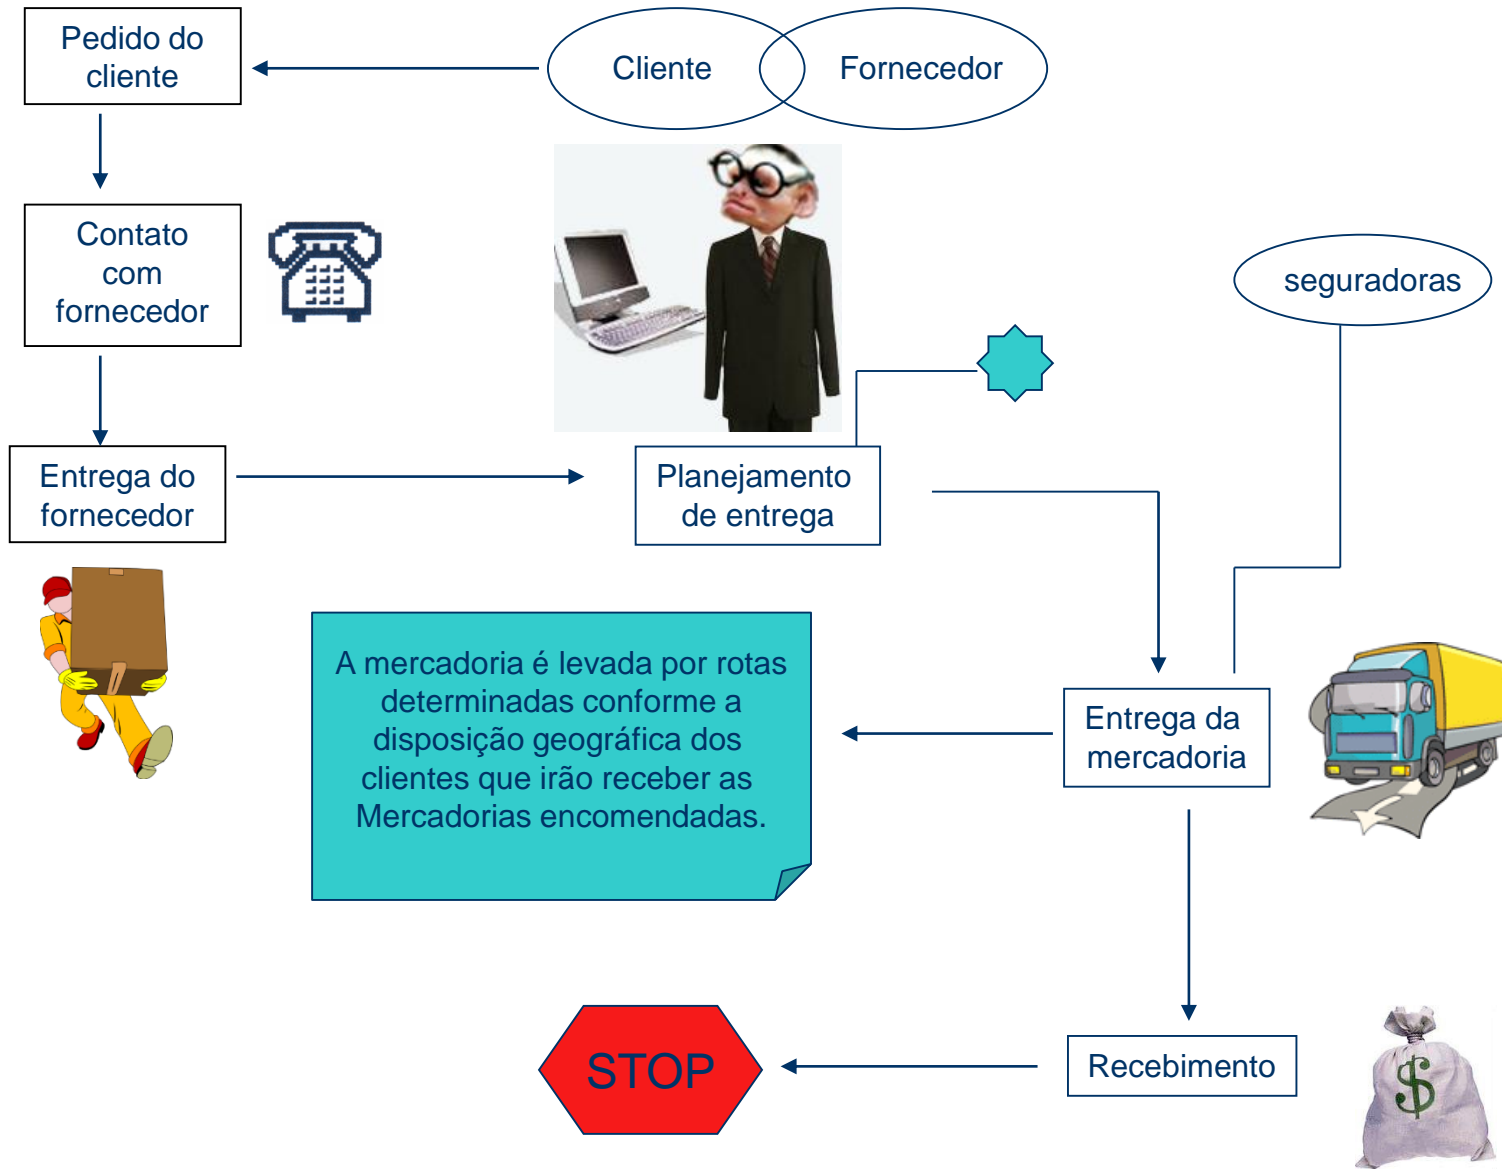 Pedido do
cliente
Cliente
Fornecedor
Contato
com
fornecedor
seguradoras
Entrega do
fornecedor
Planejamento
de entrega
A mercadoria é levada por rotas
determinadas conforme a
disposição geográfica dos
clientes que irão receber as
Mercadorias encomendadas.
Entrega da
mercadoria
STOP
Recebimento
$